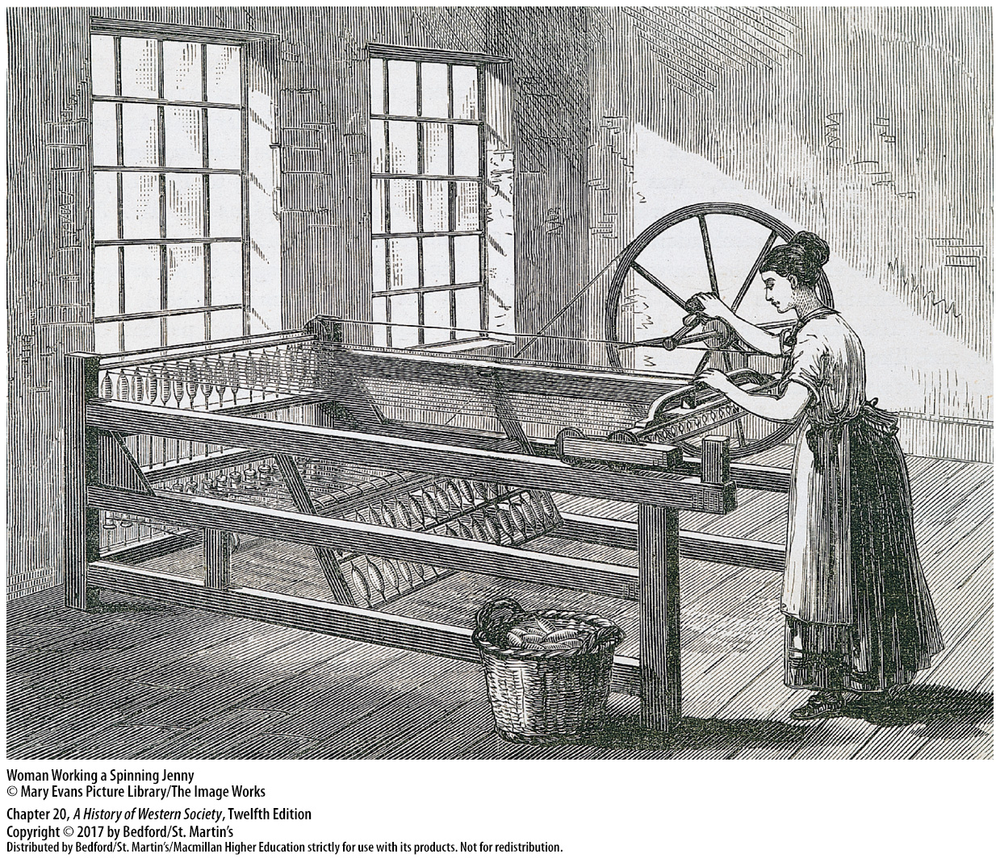 Woman Working a Spinning Jenny
© Mary Evans Picture Library/The Image Works
Chapter 20, A History of Western Society, Twelfth Edition
Copyright © 2017 by Bedford/St. Martin's
Distributed by Bedford/St. Martin's/Macmillan Higher Education strictly for use with its products. Not for redistribution.